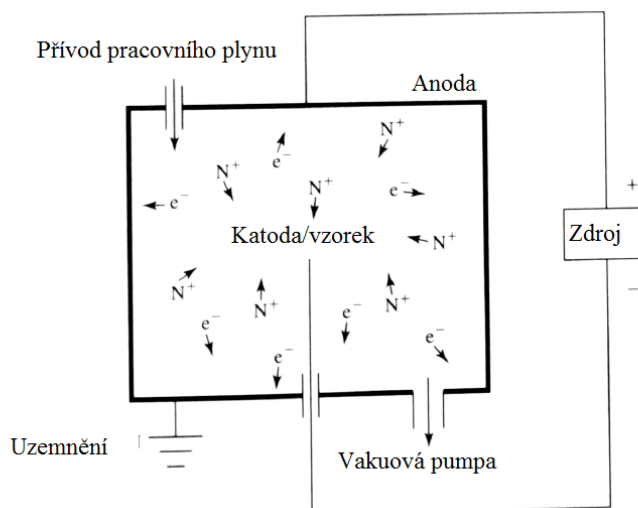 Přívod pracovního plynu
Anoda
N⁺
e⁻
N⁺
N⁺
e⁻
e⁻
Katoda/vzorek
N⁺
Zdroj
+
−
N⁺
N⁺
N⁺
e⁻
e⁻
e⁻
e⁻
Uzemnění
Vakuová pumpa